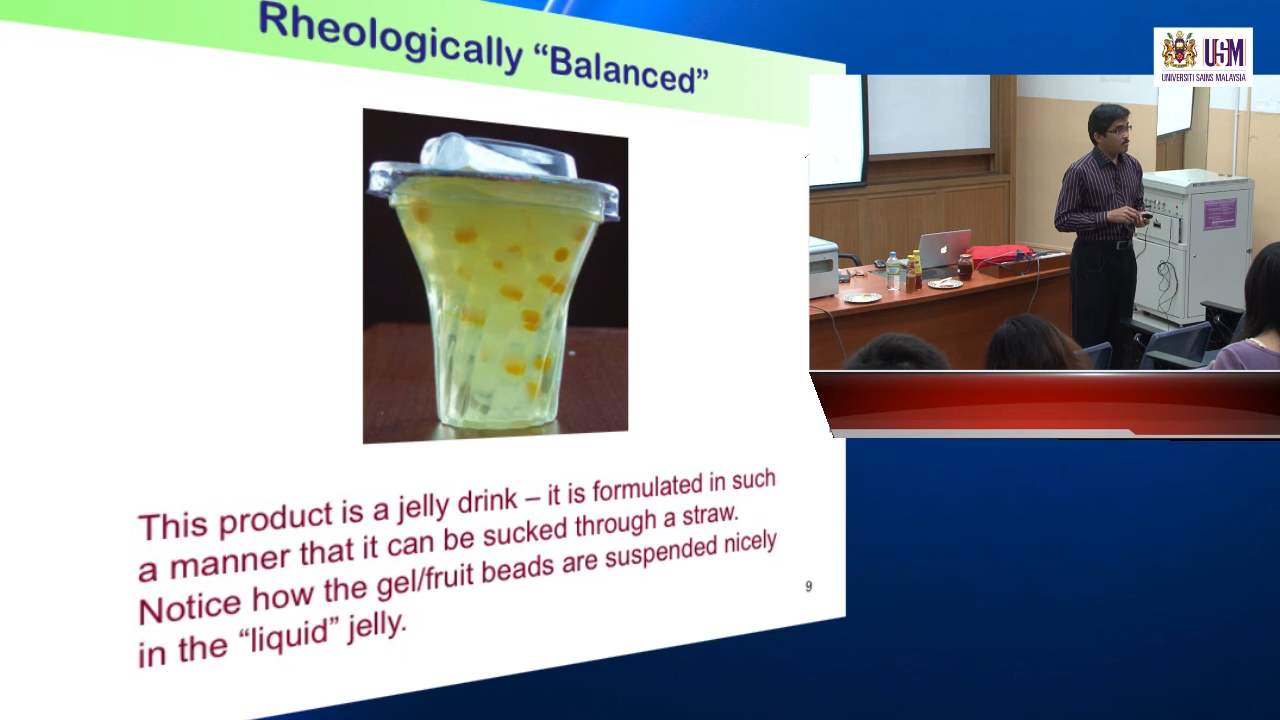 Rheologically “Balanced”
USM
UNIVERSITI SAINS MALAYSIA
This product is a jelly drink – it is formulated in such
a manner that it can be sucked through a straw.
Notice how the gel/fruit beads are suspended nicely
in the “liquid” jelly.
9